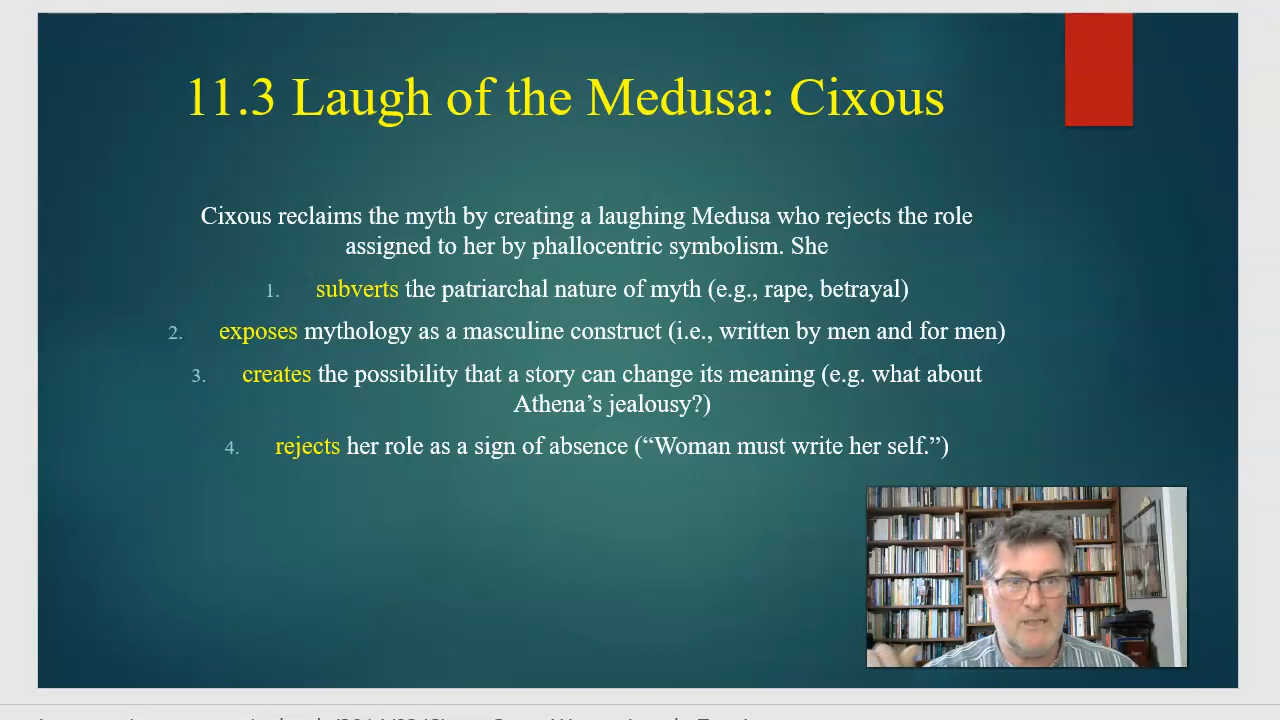 11.3 Laugh of the Medusa: Cixous
Cixous reclaims the myth by creating a laughing Medusa who rejects the role
assigned to her by phallocentric symbolism. She
1. subverts the patriarchal nature of myth (e.g., rape, betrayal)
2. exposes mythology as a masculine construct (i.e., written by men and for men)
3. creates the possibility that a story can change its meaning (e.g. what about
Athena’s jealousy?)
4. rejects her role as a sign of absence (“Woman must write her self.”)